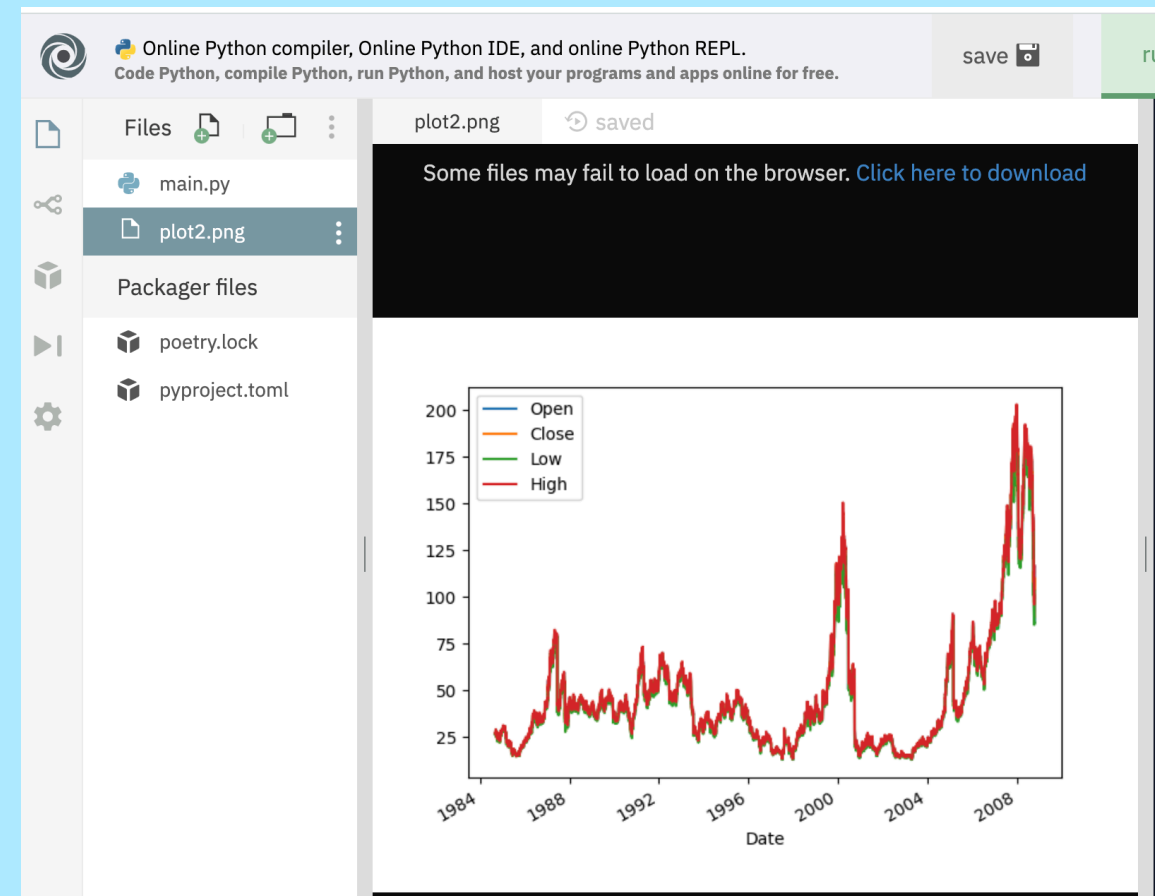 Online Python compiler, Online Python IDE, and online Python REPL.
Code Python, compile Python, run Python, and host your programs and apps online for free.
save
Files
plot2.png
saved
main.py
plot2.png
Packager files
poetry.lock
pyproject.toml
Some files may fail to load on the browser. Click here to download
Open
Close
Low
High
200
175
150
125
100
75
50
25
1984
1988
1992
1996
2000
2004
2008
Date